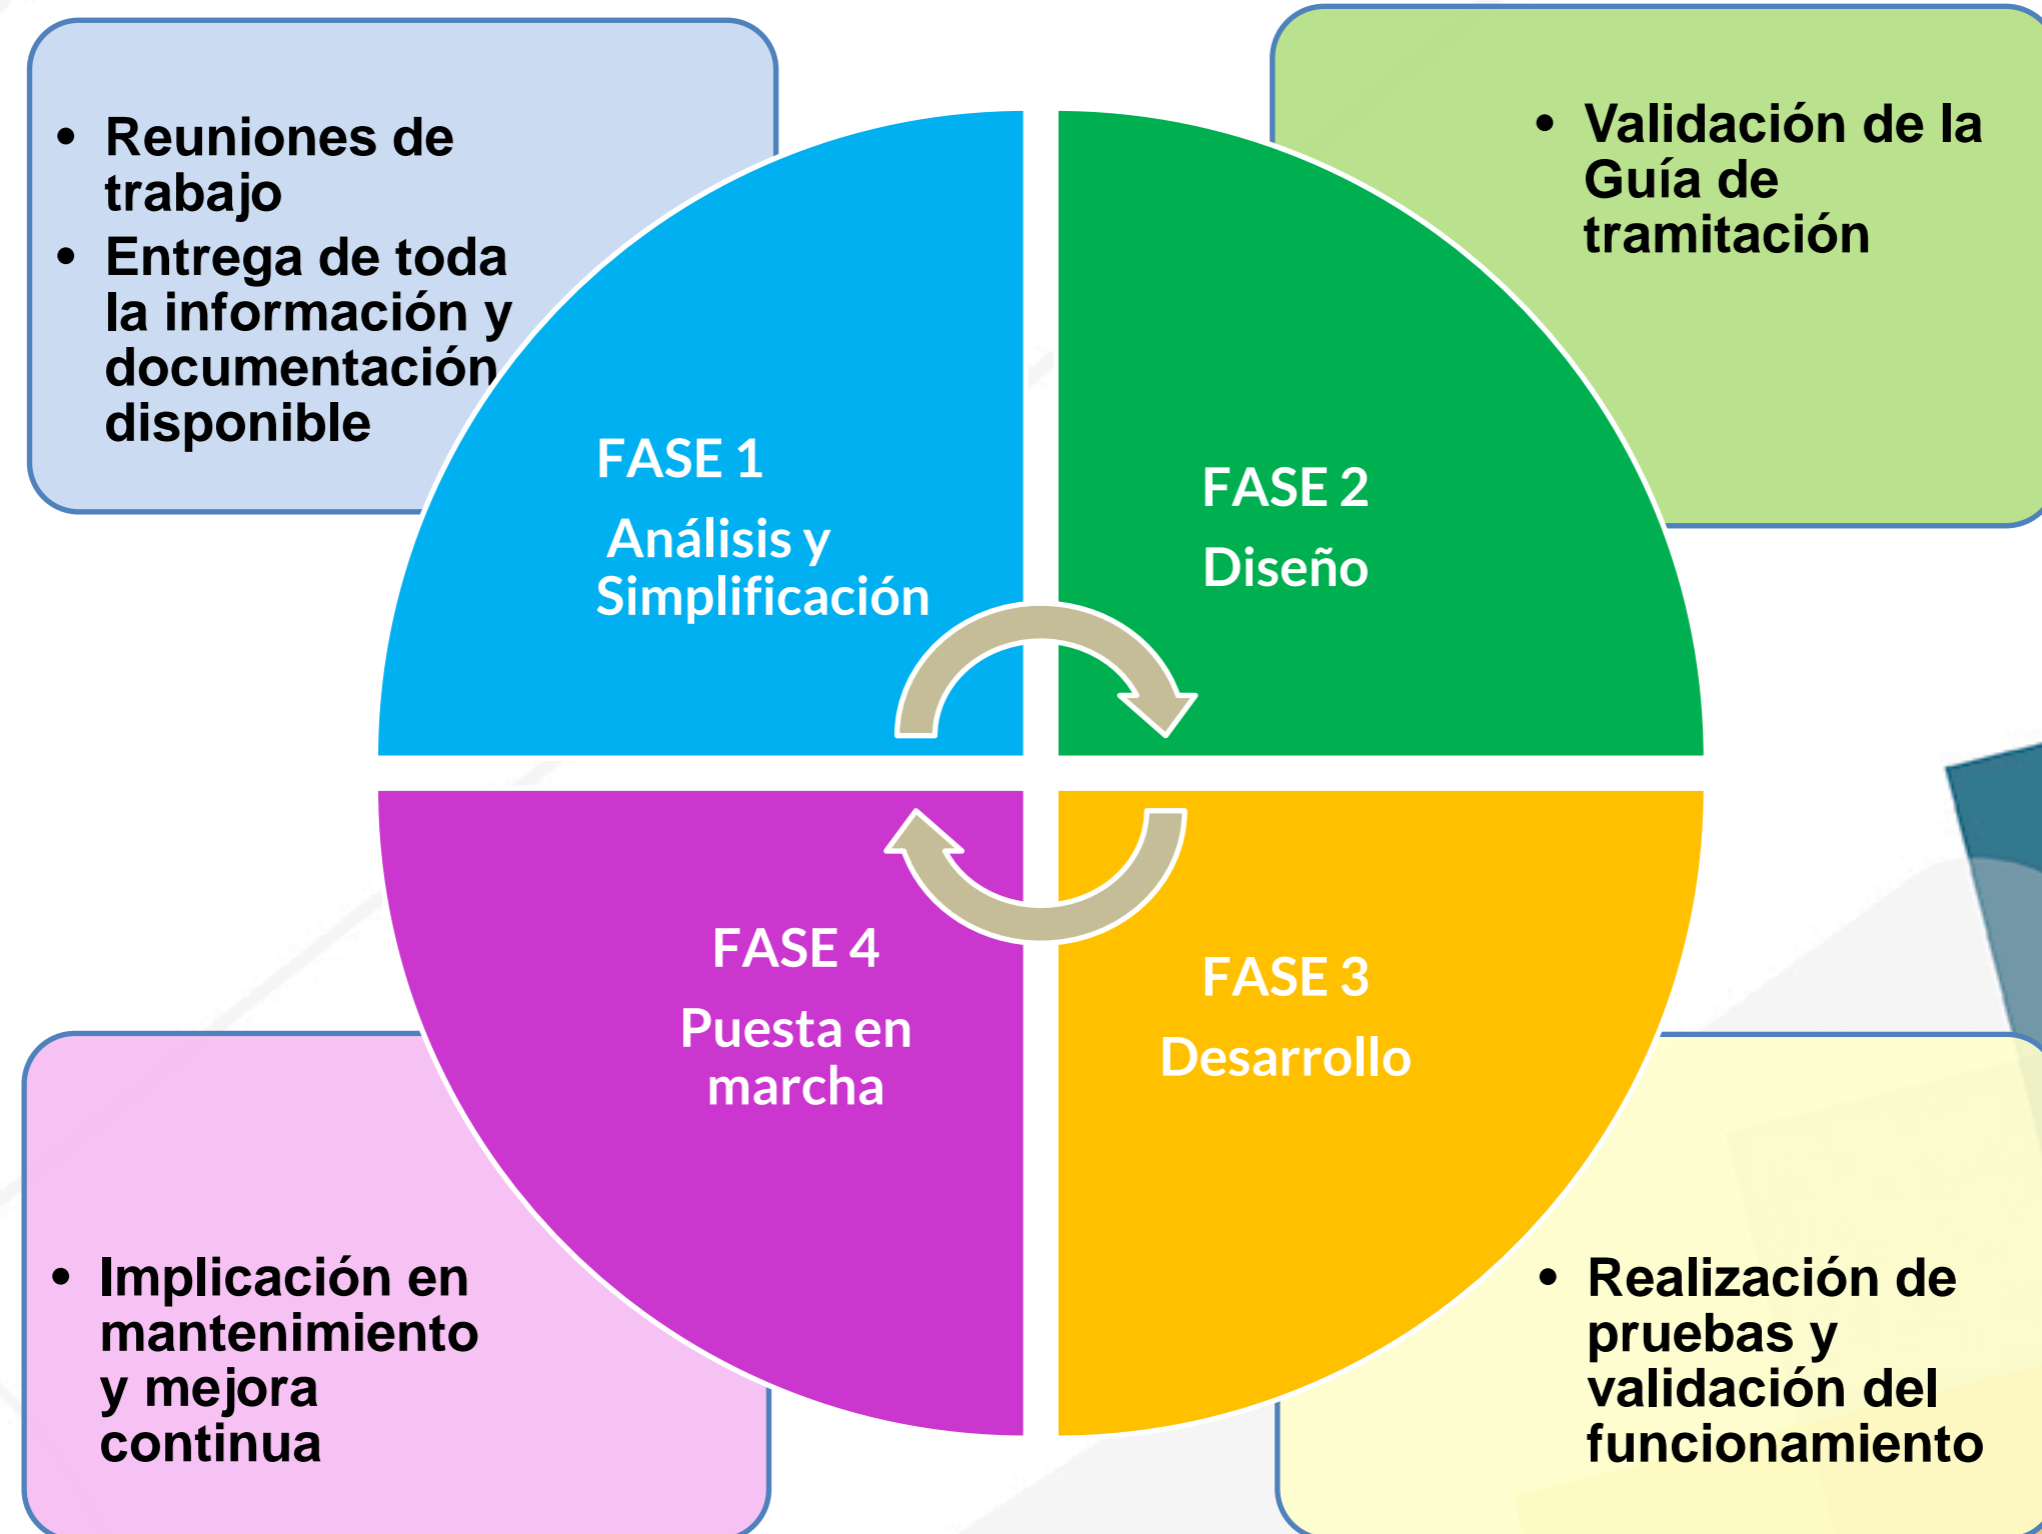 • Reuniones de
trabajo
• Entrega de toda
la información y
documentación
disponible
FASE 1
Análisis y
Simplificación
• Validación de la
Guía de
tramitación
FASE 2
Diseño
FASE 3
Desarrollo
• Realización de
pruebas y
validación del
funcionamiento
FASE 4
Puesta en
marcha
• Implicación en
mantenimiento
y mejora
continua